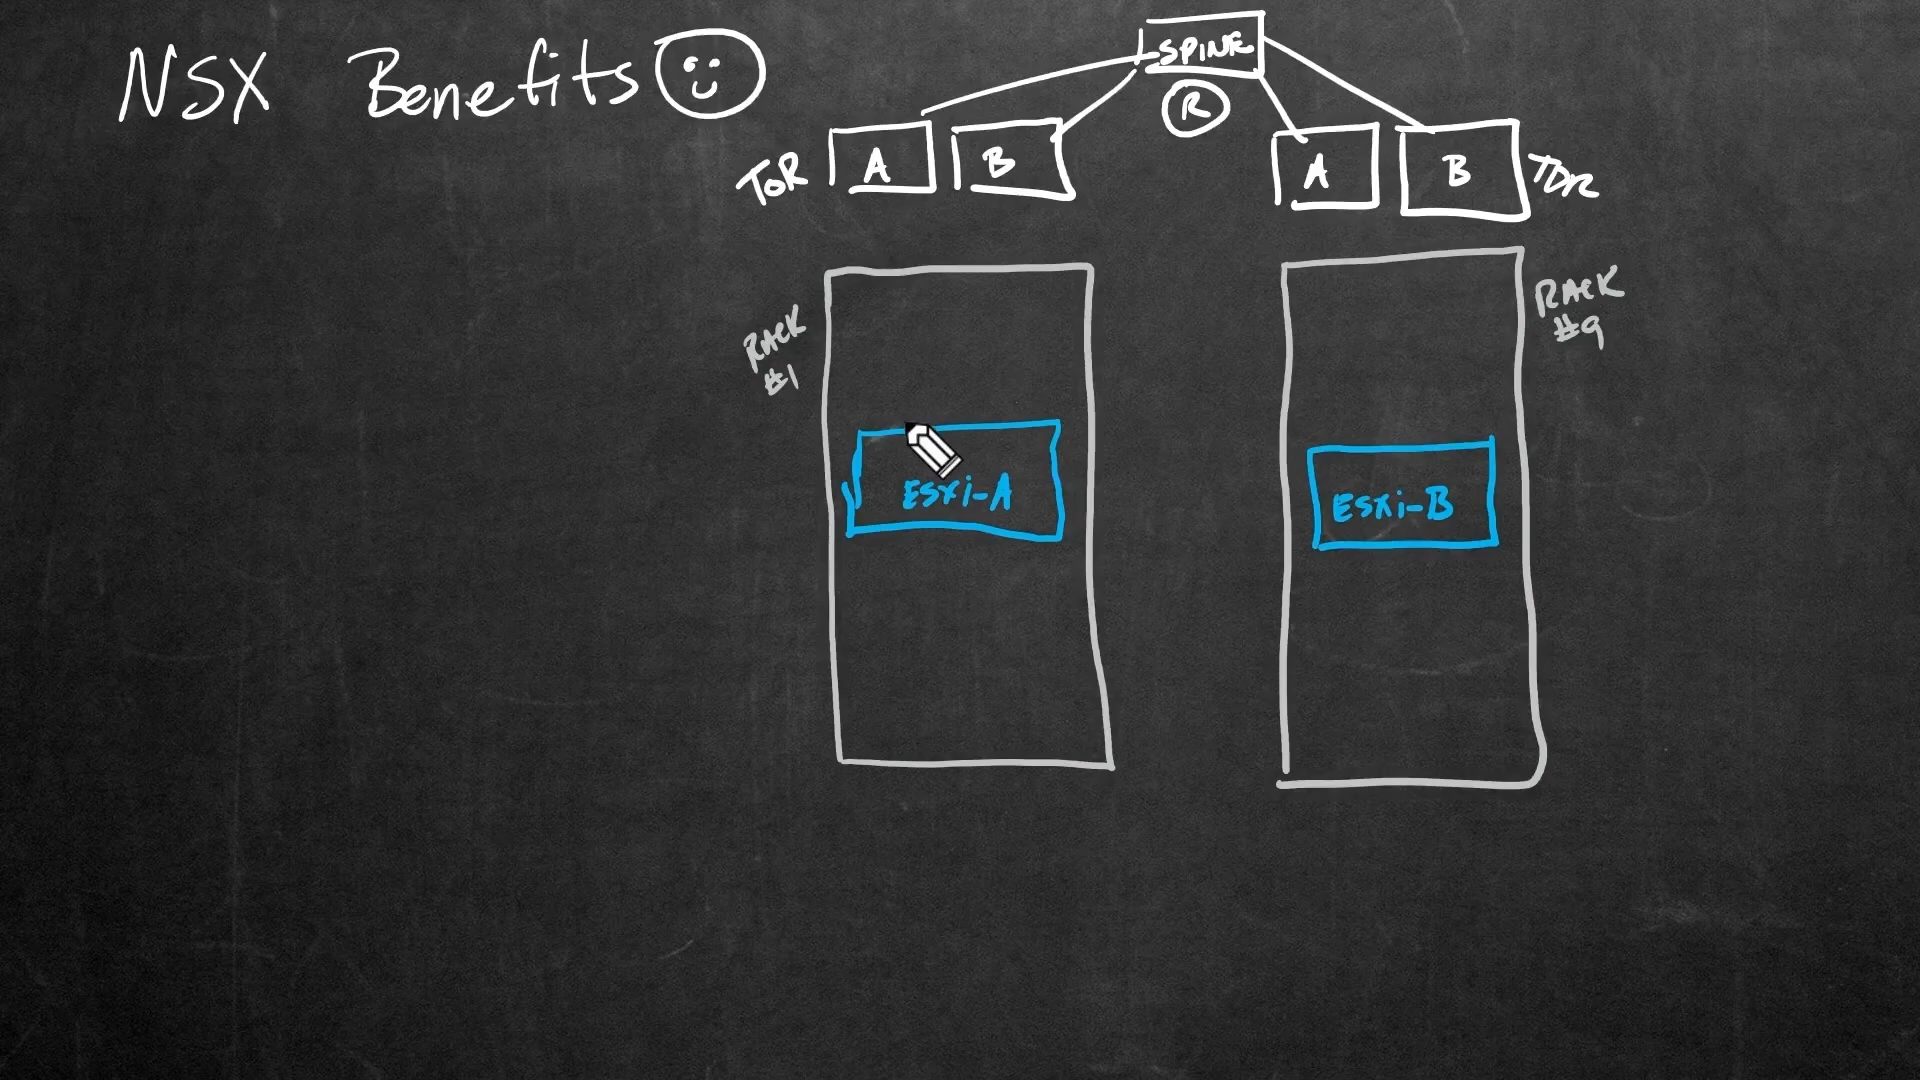 NSX Benefits
SPINE
R
TOR A B
A B TOR
RACK
#1
RACK
#9
ESXi-A
ESXi-B